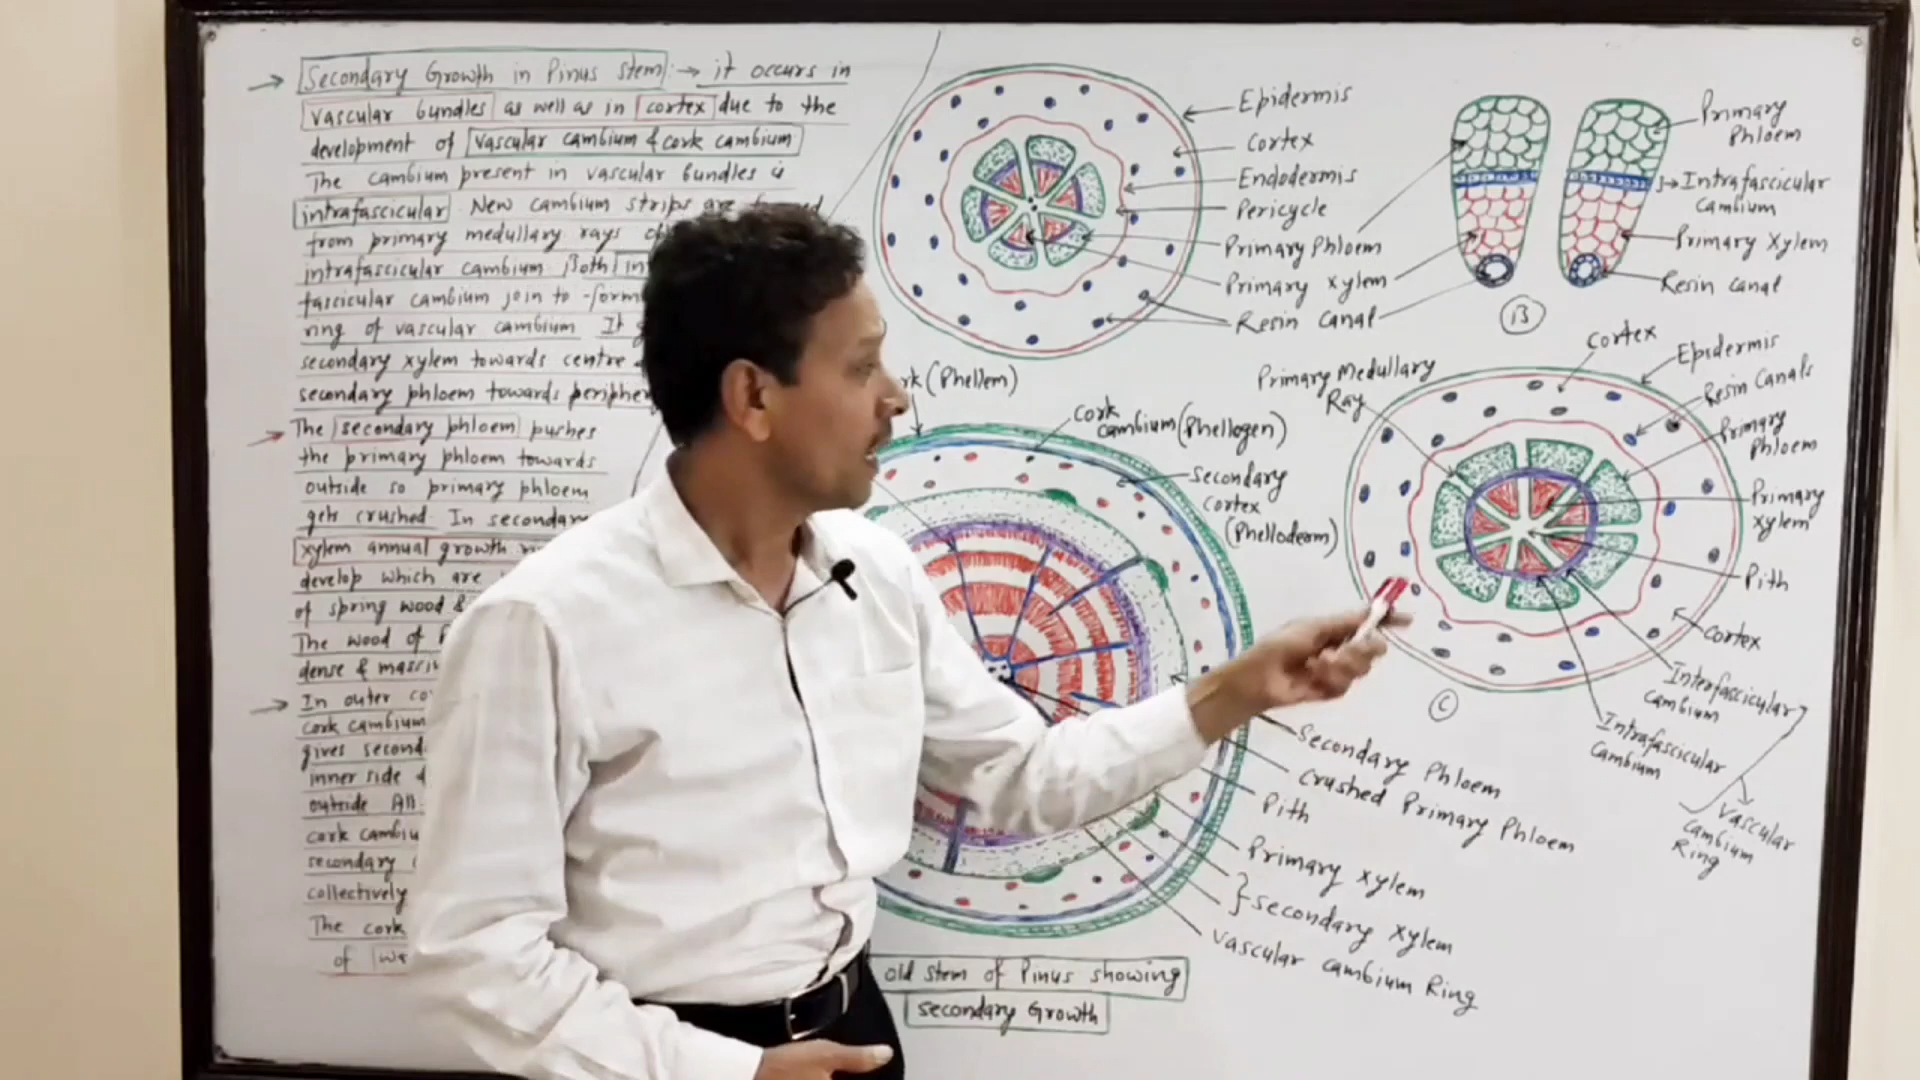 Secondary Growth in Pinus stem :→ it occurs in
vascular bundles as well as in cortex due to the
development of vascular cambium & cork cambium
The cambium present in vascular bundles is
intrafascicular New cambium strips are
from primary medullary rays
intrafascicular cambium Both
fascicular cambium join to form
ring of vascular cambium It
secondary xylem towards centre
secondary phloem towards periphery
The secondary phloem pushes
the primary phloem towards
outside so primary phloem
gets crushed In secondary
xylem annual growth
develop which are
of spring wood &
The wood of
dense &
In outer
cork cambium
gives
inner side &
outside All
cork
secondary
collectively
The cork
of
Epidermis
Cortex
Endodermis
Pericycle
Primary Phloem
Primary xylem
Resin Canal
Primary
Phloem
Intrafascicular
Cambium
Primary Xylem
Resin Canal
B
(Phellem)
Cork
Cambium (Phellogen)
Secondary
Cortex
(Phelloderm)
Secondary Phloem
Crushed Primary Phloem
Pith
Primary xylem
} Secondary xylem
Vascular cambium Ring
old stem of Pinus showing
secondary Growth
Primary Medullary
Ray
Cortex
Epidermis
Resin Canals
Primary
Phloem
Primary
xylem
Pith
Cortex
Interfascicular
Cambium
Intrafascicular
Cambium
Vascular
Cambium
Ring
C